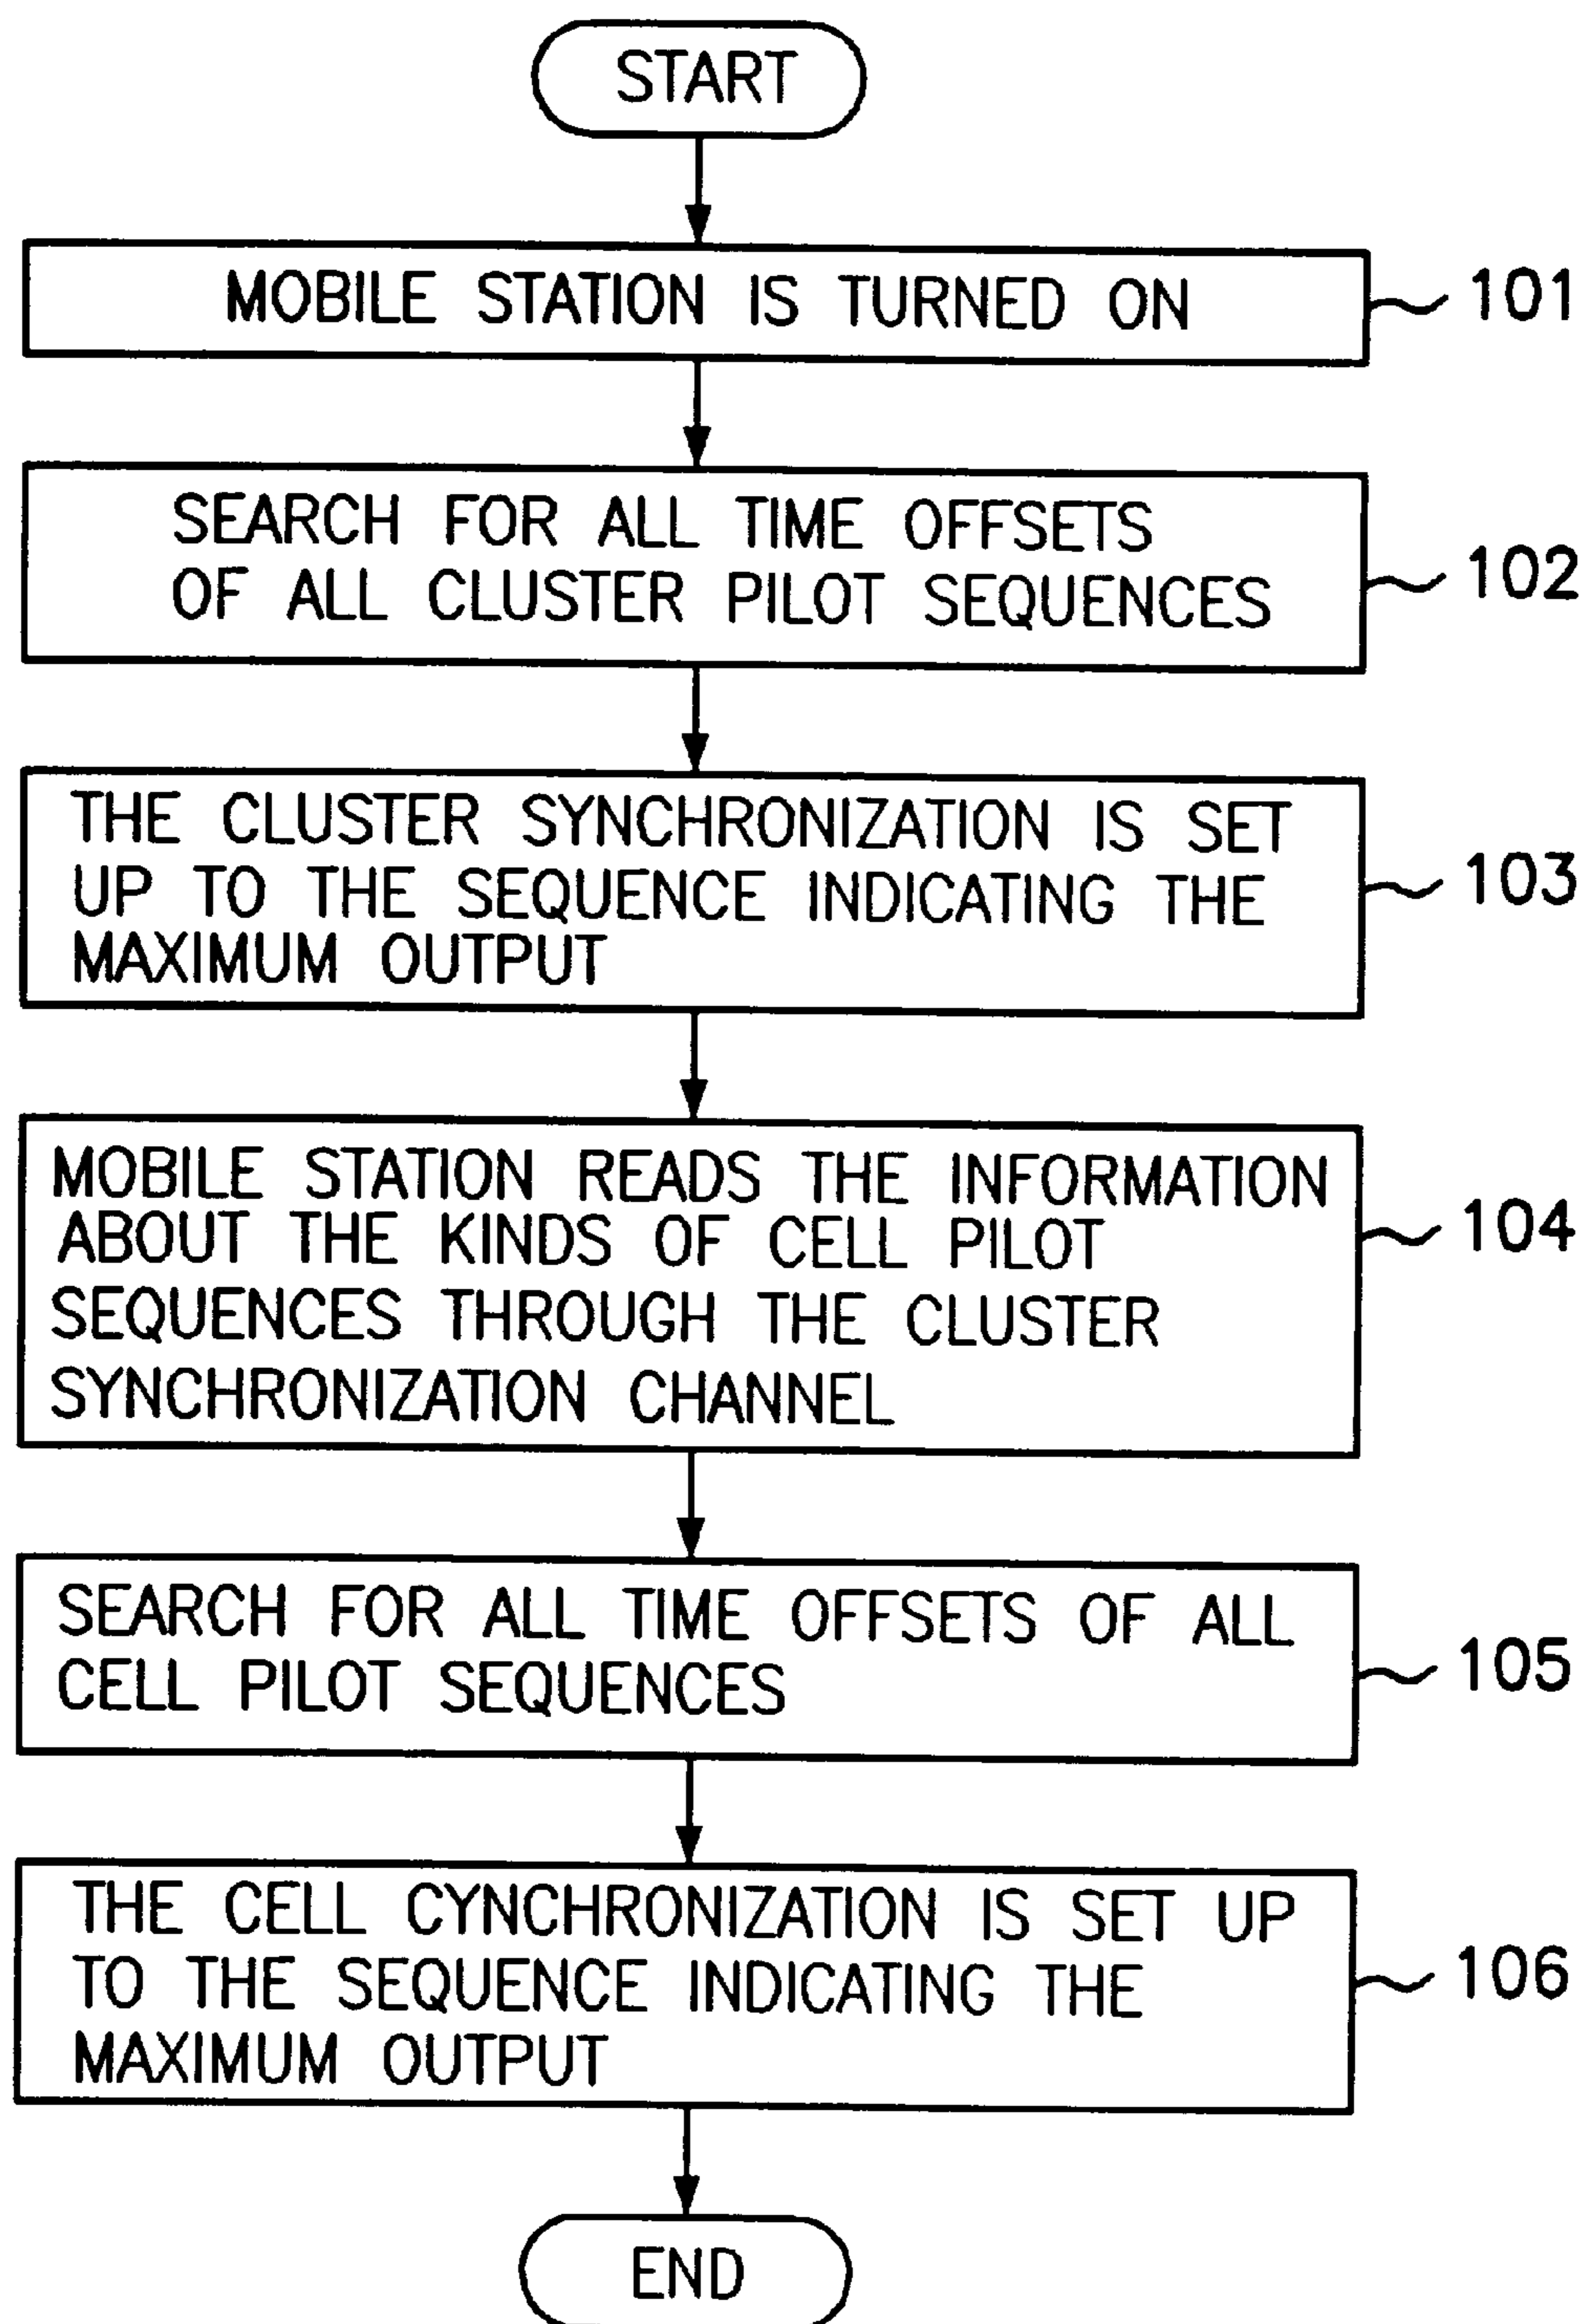 START
MOBILE STATION IS TURNED ON
101
SEARCH FOR ALL TIME OFFSETS
OF ALL CLUSTER PILOT SEQUENCES
102
THE CLUSTER SYNCHRONIZATION IS SET
UP TO THE SEQUENCE INDICATING THE
MAXIMUM OUTPUT
103
MOBILE STATION READS THE INFORMATION
ABOUT THE KINDS OF CELL PILOT
SEQUENCES THROUGH THE CLUSTER
SYNCHRONIZATION CHANNEL
104
SEARCH FOR ALL TIME OFFSETS OF ALL
CELL PILOT SEQUENCES
105
THE CELL CYNCHRONIZATION IS SET UP
TO THE SEQUENCE INDICATING THE
MAXIMUM OUTPUT
106
END